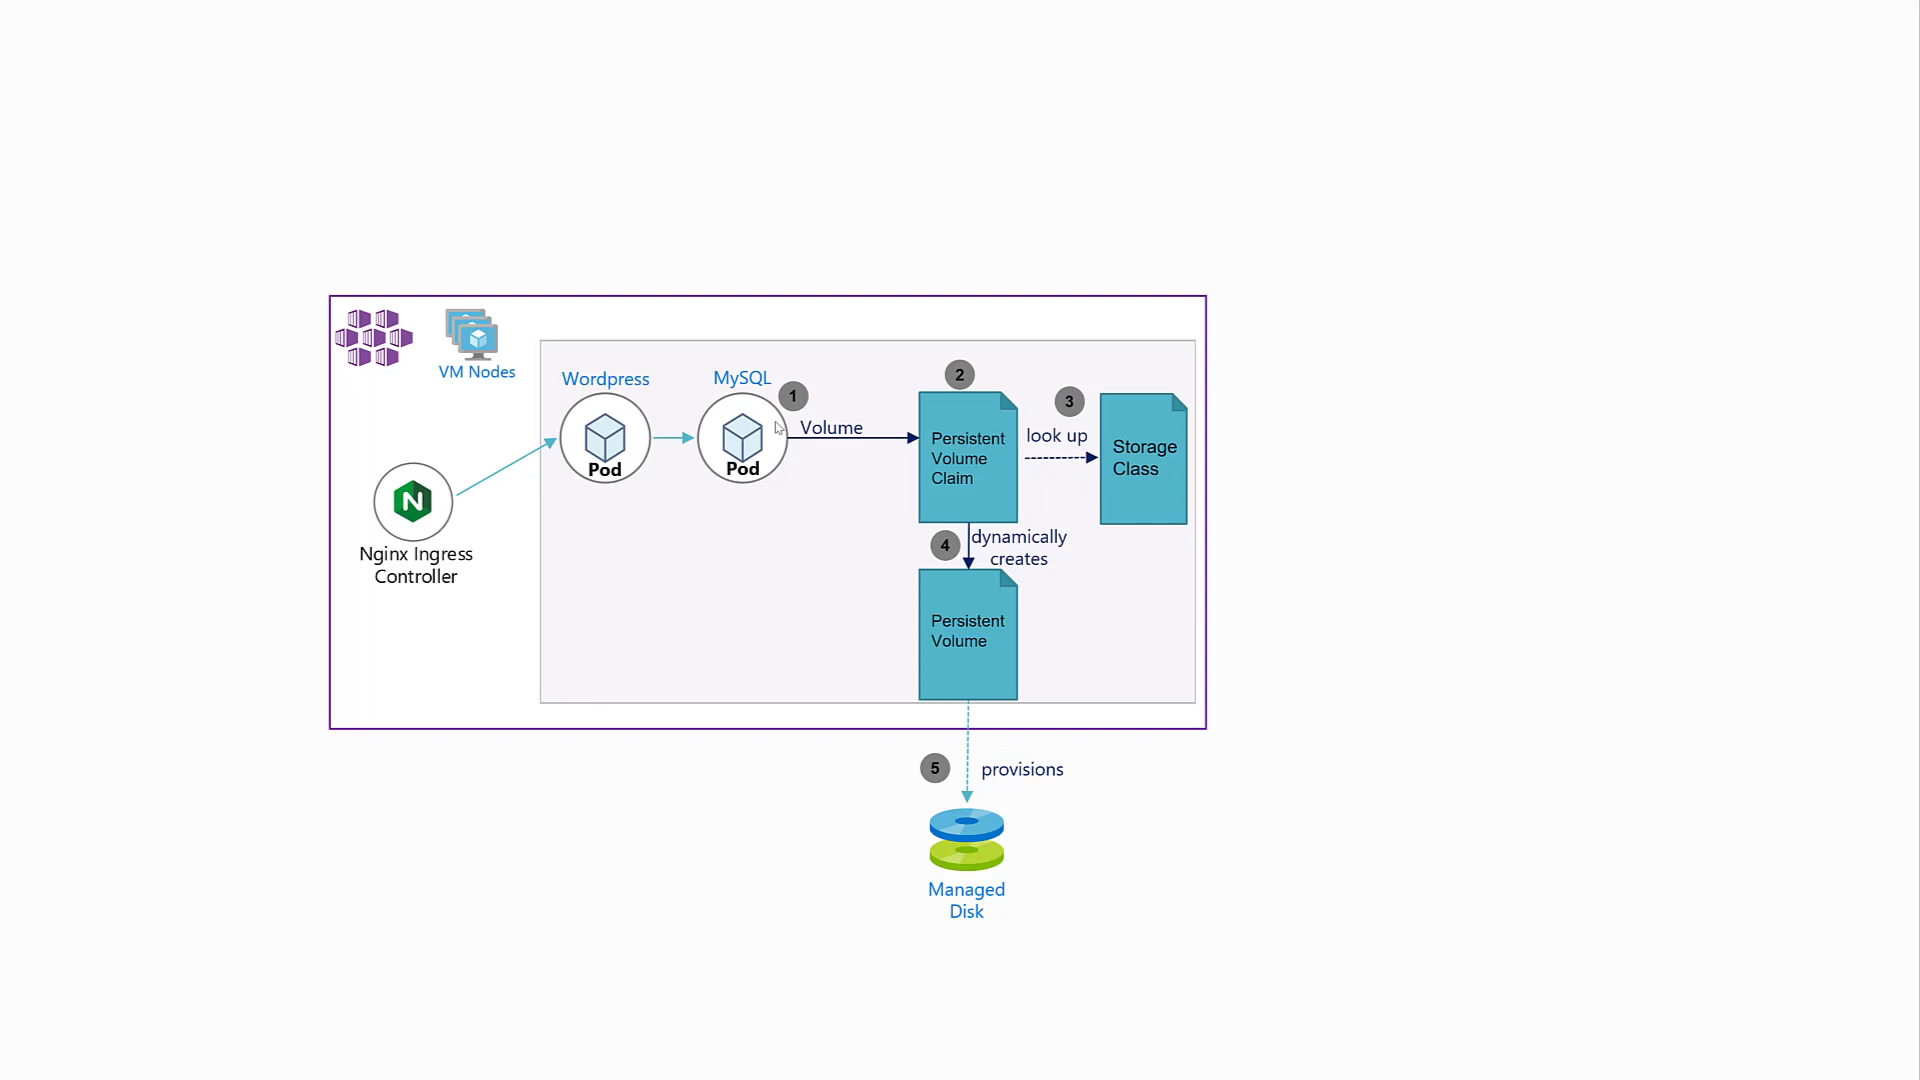 VM Nodes
Wordpress
Pod
MySQL
Pod
1
Volume
2
Persistent
Volume
Claim
3
look up
Storage
Class
N
Nginx Ingress
Controller
4
dynamically
creates
Persistent
Volume
5
provisions
Managed
Disk